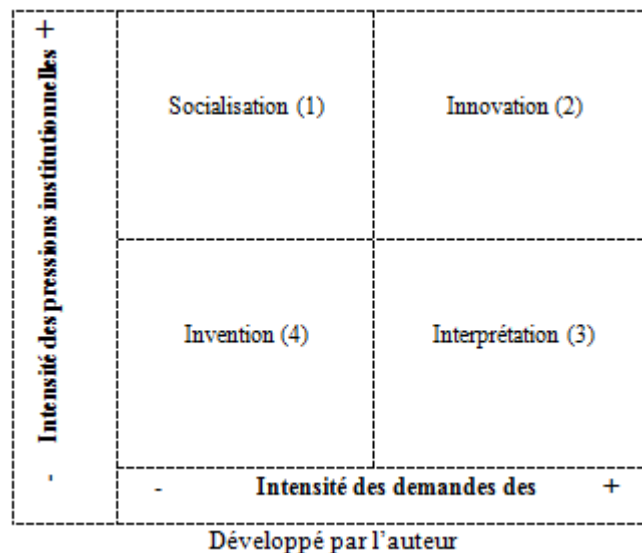 +
Intensité des pressions institutionnelles
-
Socialisation (1)
Innovation (2)
Invention (4)
Interprétation (3)
-
Intensité des demandes des
+
Développé par l'auteur